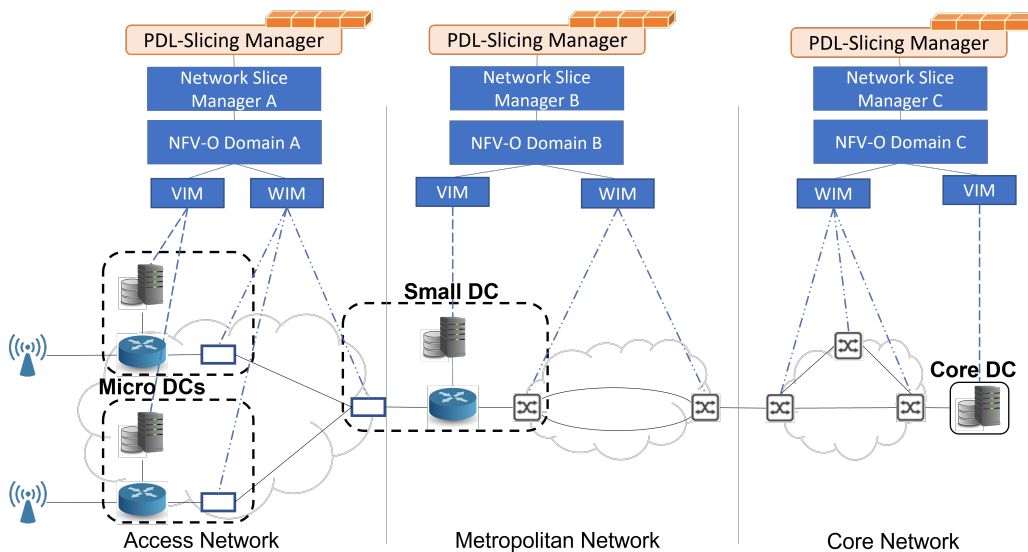 PDL-Slicing Manager
PDL-Slicing Manager
PDL-Slicing Manager
Network Slice
Manager A
Network Slice
Manager B
Network Slice
Manager C
NFV-O Domain A
NFV-O Domain B
NFV-O Domain C
VIM
WIM
VIM
WIM
WIM
VIM
Small DC
Core DC
Micro DCs
Access Network
Metropolitan Network
Core Network